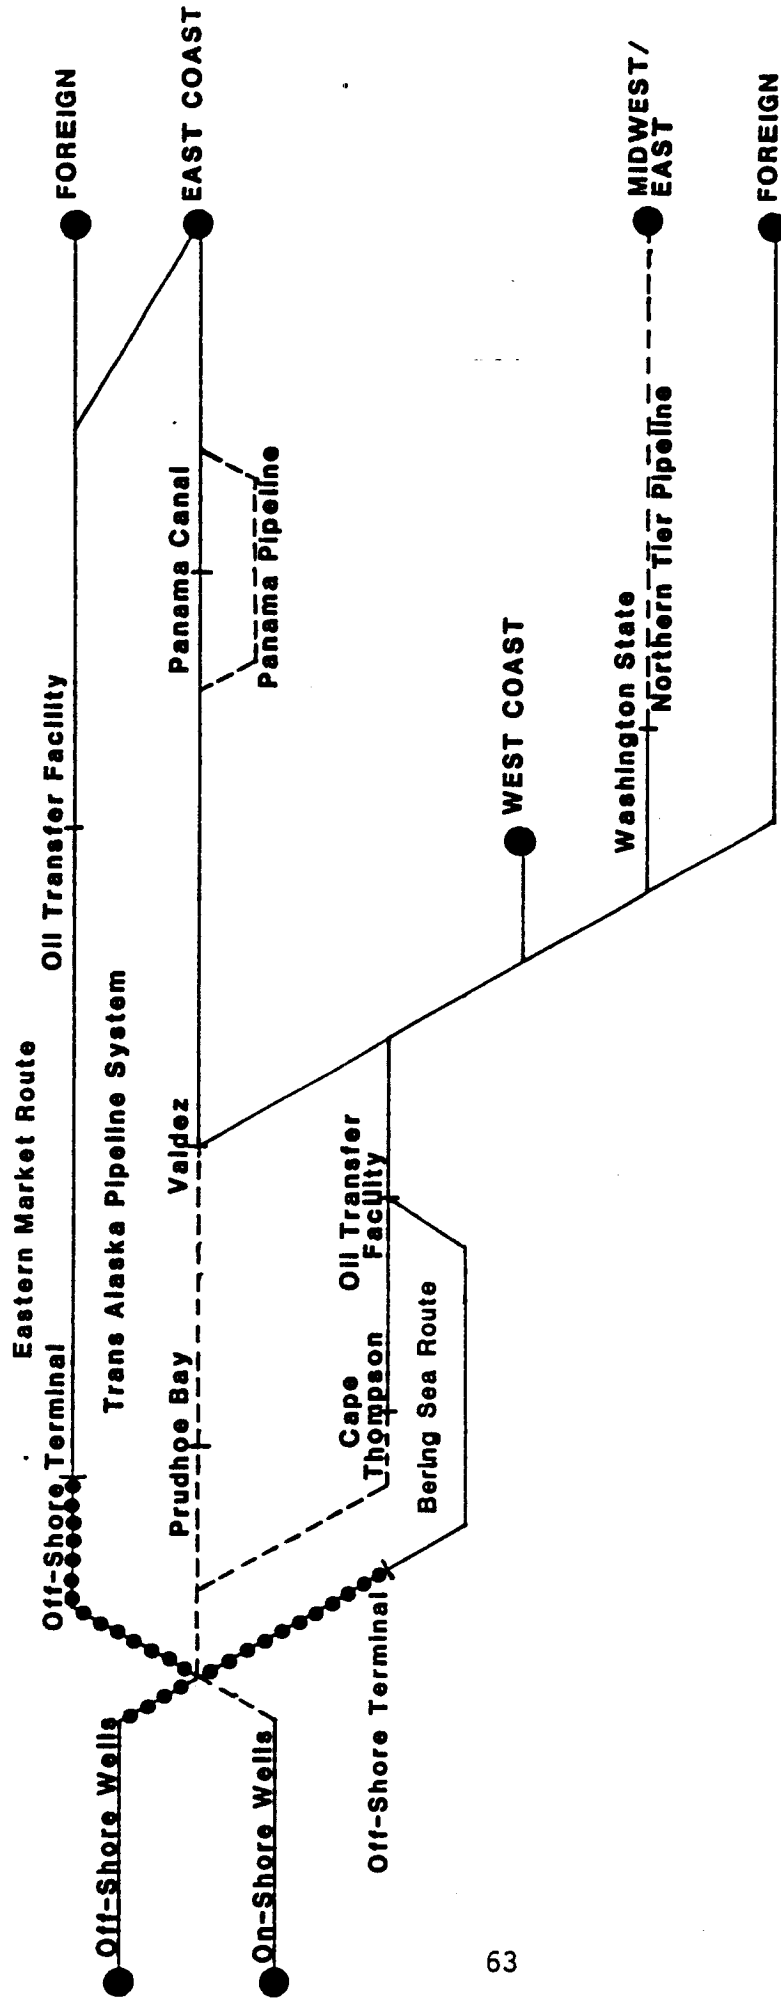 Eastern Market Route
Off-Shore Terminal
Oil Transfer Facility
FOREIGN
Trans Alaska Pipeline System
Off-Shore Wells
Prudhoe Bay
Valdez
Panama Canal
EAST COAST
On-Shore Wells
Panama Pipeline
Cape
Thompson
Oil Transfer
Facility
Off-Shore Terminal
Bering Sea Route
WEST COAST
Washington State
Northern Tier Pipeline
MIDWEST/
EAST
FOREIGN
63